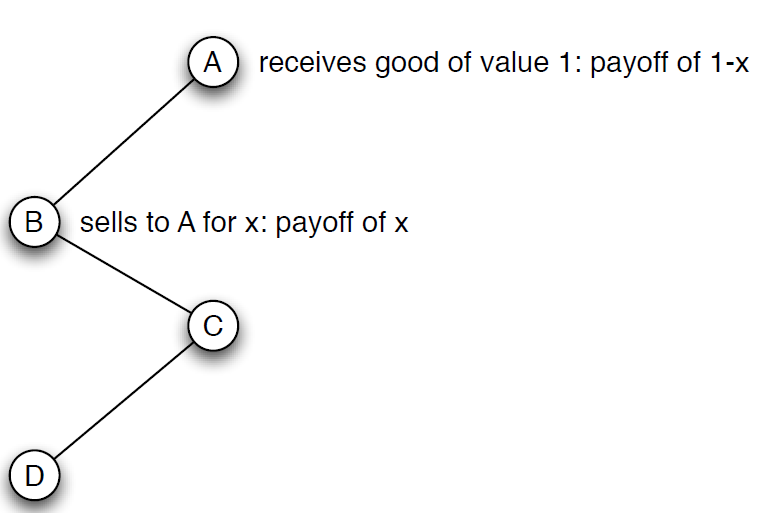 A receives good of value 1: payoff of 1-x
B sells to A for x: payoff of x
C
D